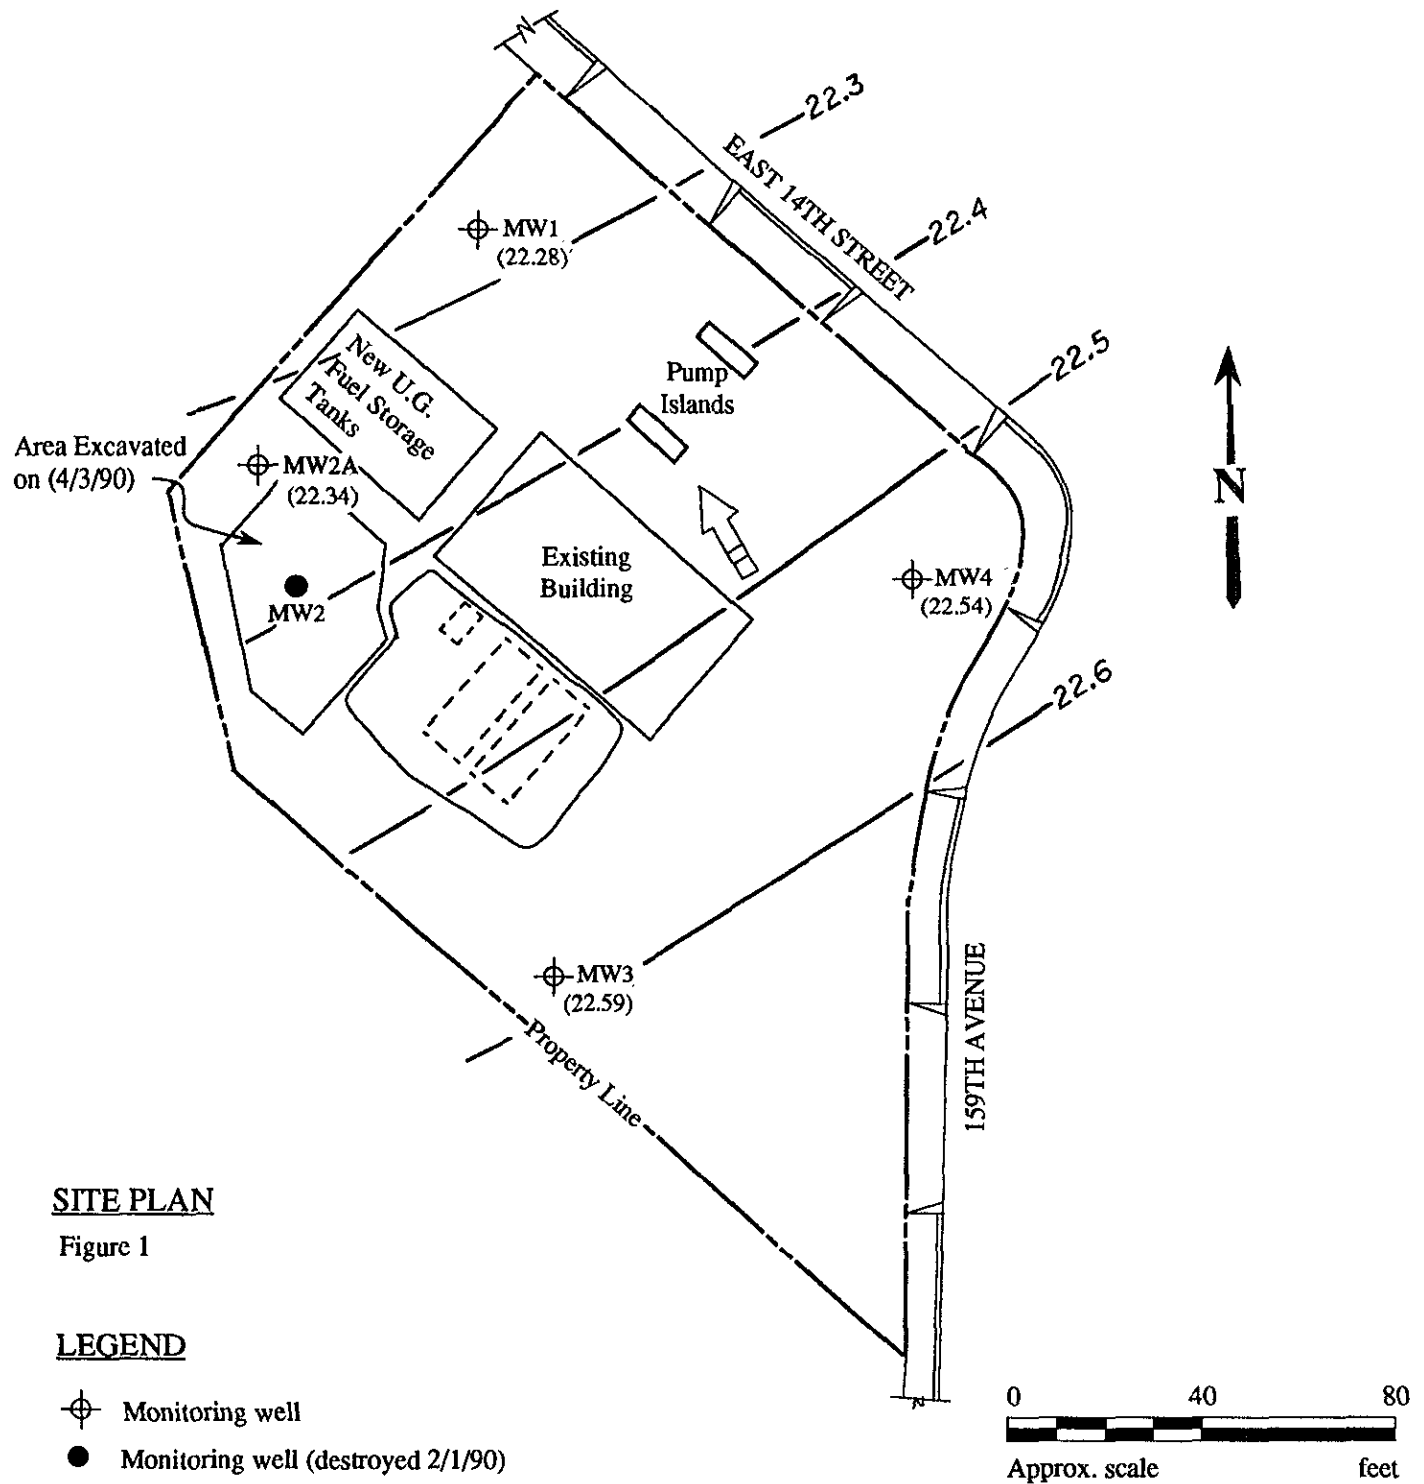 22.3
EAST 14TH STREET
22.4
MW1
(22.28)
22.5
New U.G.
Fuel Storage
Tanks
Pump
Islands
N
Area Excavated
on (4/3/90)
MW2A
(22.34)
Existing
Building
MW4
(22.54)
MW2
22.6
MW3
(22.59)
Property Line
159TH AVENUE
SITE PLAN
Figure 1
LEGEND
Monitoring well
Monitoring well (destroyed 2/1/90)
0 40 80
Approx. scale feet